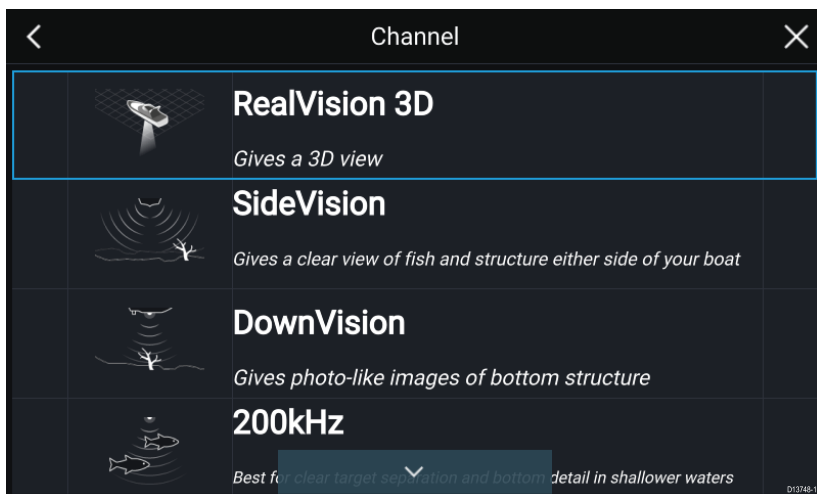 Channel
RealVision 3D
Gives a 3D view
SideVision
Gives a clear view of fish and structure either side of your boat
DownVision
Gives photo-like images of bottom structure
200kHz
Best for clear target separation and bottom detail in shallower waters
D13748-1